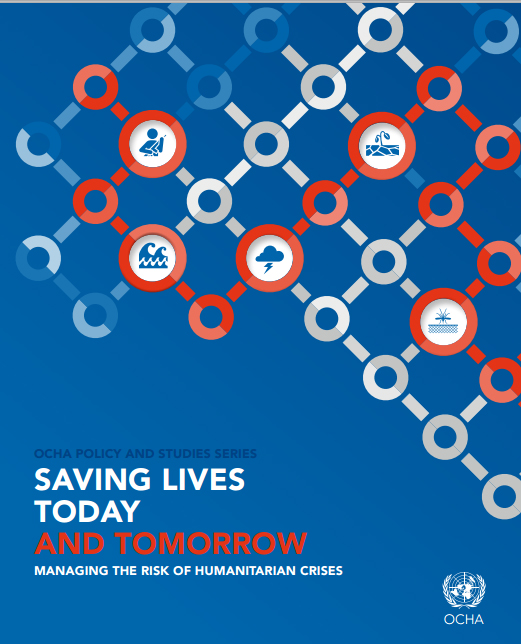 OCHA POLICY AND STUDIES SERIES
SAVING LIVES
TODAY
AND TOMORROW
MANAGING THE RISK OF HUMANITARIAN CRISES
OCHA